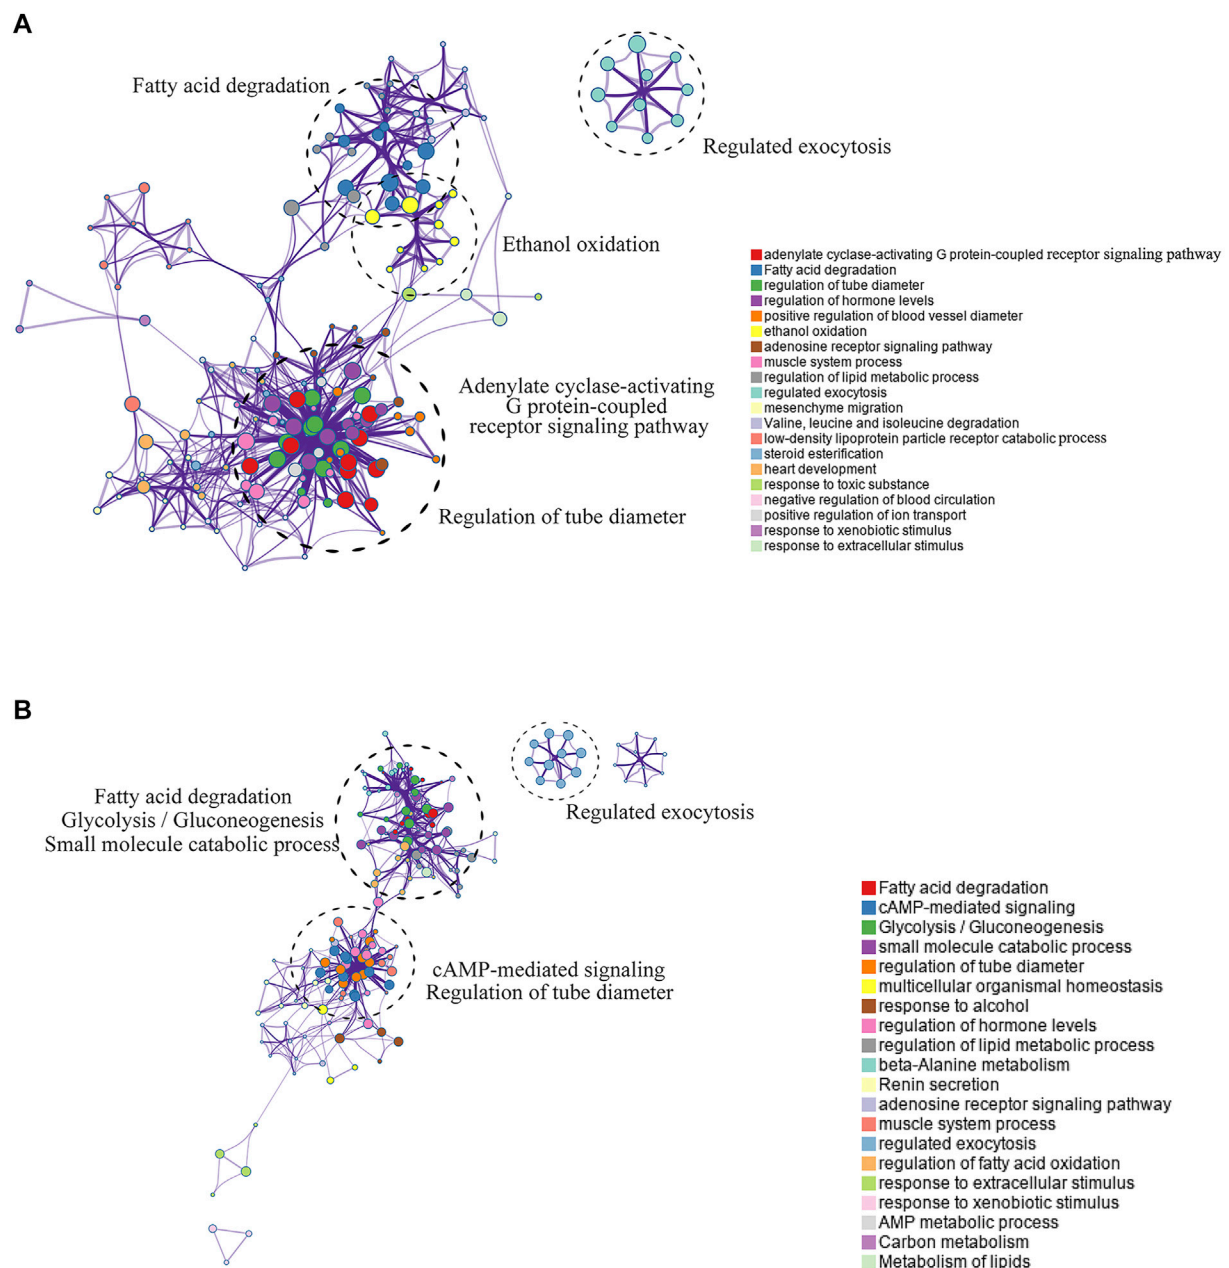 A
Fatty acid degradation
Regulated exocytosis
Ethanol oxidation
Adenylate cyclase-activating
G protein-coupled
receptor signaling pathway
Regulation of tube diameter
adenylate cyclase-activating G protein-coupled receptor signaling pathway
Fatty acid degradation
regulation of tube diameter
regulation of hormone levels
positive regulation of blood vessel diameter
ethanol oxidation
adenosine receptor signaling pathway
muscle system process
regulation of lipid metabolic process
regulated exocytosis
mesenchyme migration
Valine, leucine and isoleucine degradation
low-density lipoprotein particle receptor catabolic process
steroid esterification
heart development
response to toxic substance
negative regulation of blood circulation
positive regulation of ion transport
response to xenobiotic stimulus
response to extracellular stimulus
B
Fatty acid degradation
Glycolysis / Gluconeogenesis
Small molecule catabolic process
Regulated exocytosis
cAMP-mediated signaling
Regulation of tube diameter
Fatty acid degradation
cAMP-mediated signaling
Glycolysis / Gluconeogenesis
small molecule catabolic process
regulation of tube diameter
multicellular organismal homeostasis
response to alcohol
regulation of hormone levels
regulation of lipid metabolic process
beta-Alanine metabolism
Renin secretion
adenosine receptor signaling pathway
muscle system process
regulated exocytosis
regulation of fatty acid oxidation
response to extracellular stimulus
response to xenobiotic stimulus
AMP metabolic process
Carbon metabolism
Metabolism of lipids